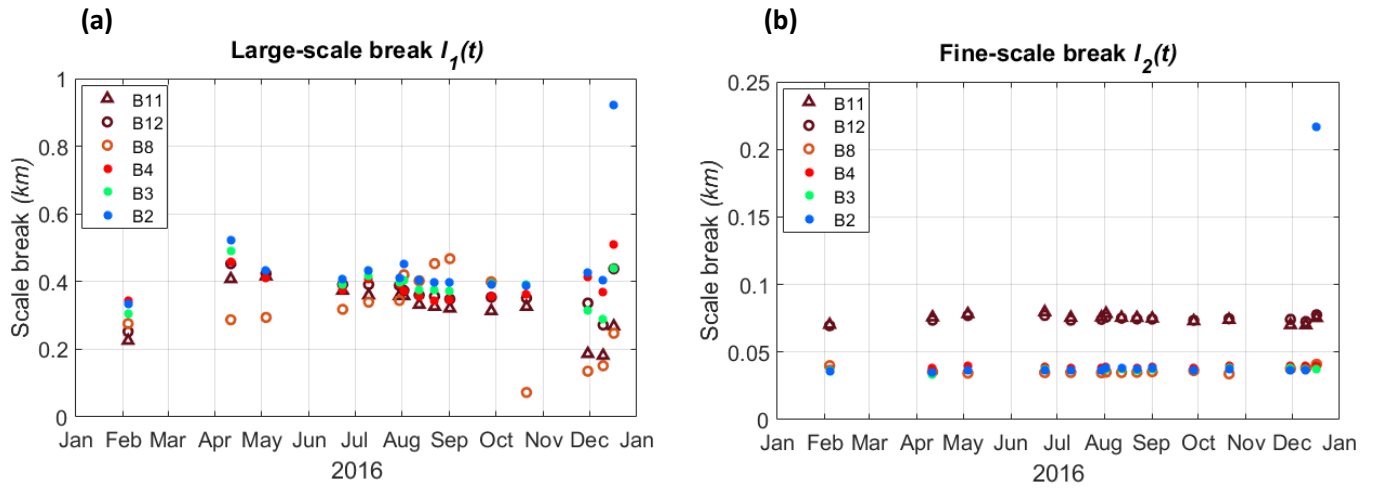 (a)
Large-scale break l1(t)
Scale break (km)
1
0.8
0.6
0.4
0.2
0
B11
B12
B8
B4
B3
B2
Jan Feb Mar Apr May Jun Jul Aug Sep Oct Nov Dec Jan
2016
(b)
Fine-scale break l2(t)
Scale break (km)
0.25
0.2
0.15
0.1
0.05
0
B11
B12
B8
B4
B3
B2
Jan Feb Mar Apr May Jun Jul Aug Sep Oct Nov Dec Jan
2016